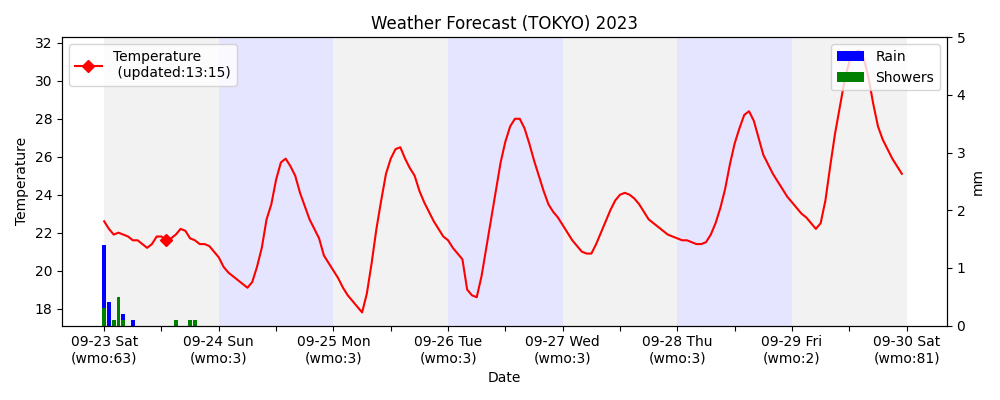 Weather Forecast (TOKYO) 2023
Temperature
(updated:13:15)
Rain
Showers
Temperature
32
30
28
26
24
22
20
18
5
4
3
2
1
0
mm
09-23 Sat
(wmo:63)
09-24 Sun
(wmo:3)
09-25 Mon
(wmo:3)
09-26 Tue
(wmo:3)
09-27 Wed
(wmo:3)
09-28 Thu
(wmo:3)
09-29 Fri
(wmo:2)
09-30 Sat
(wmo:81)
Date